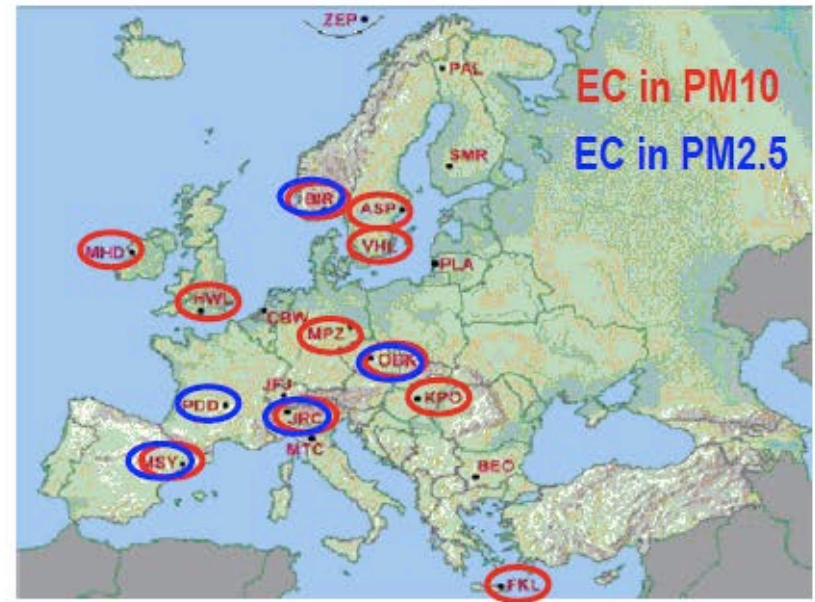 ZEP
PAL
EC in PM10
EC in PM2.5
SMR
BIR
ASP
VHL
MHD
PLA
HWL
CBW
MPZ
OBK
JFJ
PDD
KPO
JRC
MTC
MSY
BEO
FKL